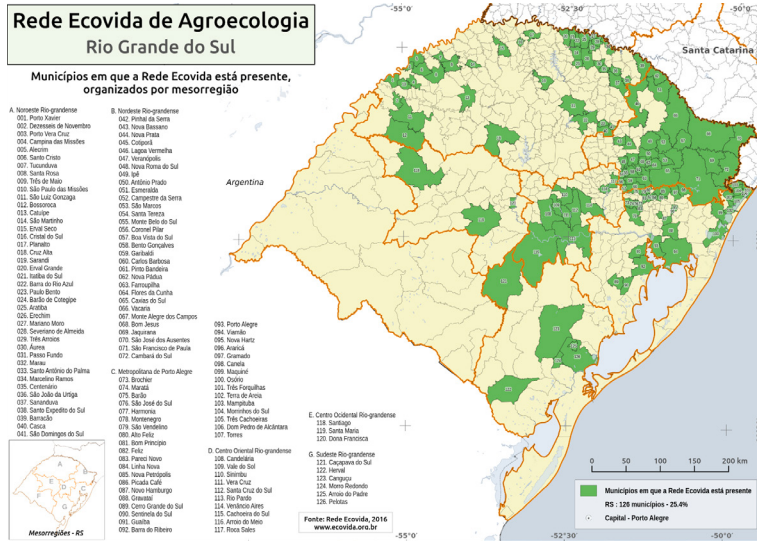 Rede Ecovida de Agroecologia
Rio Grande do Sul
Municípios em que a Rede Ecovida está presente,
organizados por mesorregião
A. Noroeste Rio-grandense
001. Porto Xavier
002. Dezesseis de Novembro
003. Porto Vera Cruz
004. Campina das Missões
005. Alecrim
006. Santo Cristo
007. Tucunduva
008. Santa Rosa
009. Três de Maio
010. São Paulo das Missões
011. São Luiz Gonzaga
012. Bossoroca
013. Catuípe
014. São Martinho
015. Erval Seco
016. Cristal do Sul
017. Planalto
018. Cruz Alta
019. Sarandi
020. Erval Grande
021. Itatiba do Sul
022. Barra do Rio Azul
023. Paulo Bento
024. Barão de Cotegipe
025. Aratiba
026. Erechim
027. Mariano Moro
028. Severiano de Almeida
029. Três Arroios
030. Áurea
031. Passo Fundo
032. Marau
033. Santo Antônio do Palma
034. Marcelino Ramos
035. Centenário
036. São João da Urtiga
037. Sananduva
038. Santo Expedito do Sul
039. Barracão
040. Casca
041. São Domingos do Sul
B. Nordeste Rio-grandense
042. Pinhal da Serra
043. Nova Bassano
044. Nova Prata
045. Cotiporã
046. Lagoa Vermelha
047. Veranópolis
048. Nova Roma do Sul
049. Ipê
050. Antônio Prado
051. Esmeralda
052. Campestre da Serra
053. São Marcos
054. Santa Tereza
055. Monte Belo do Sul
056. Coronel Pilar
057. Boa Vista do Sul
058. Bento Gonçalves
059. Garibaldi
060. Carlos Barbosa
061. Pinto Bandeira
062. Nova Pádua
063. Farroupilha
064. Flores da Cunha
065. Caxias do Sul
066. Vacaria
067. Monte Alegre dos Campos
068. Bom Jesus
069. Jaquirana
070. São José dos Ausentes
071. São Francisco de Paula
072. Cambará do Sul
C. Metropolitana de Porto Alegre
073. Brochier
074. Maratá
075. Barão
076. São José do Sul
077. Harmonia
078. Montenegro
079. São Vendelino
080. Alto Feliz
081. Bom Princípio
082. Feliz
083. Pareci Novo
084. Linha Nova
085. Nova Petrópolis
086. Picada Café
087. Novo Hamburgo
088. Gravataí
089. Cerro Grande do Sul
090. Sentinela do Sul
091. Guaíba
092. Barra do Ribeiro
093. Porto Alegre
094. Viamão
095. Nova Hartz
096. Araricá
097. Gramado
098. Canela
099. Maquiné
100. Osório
101. Três Forquilhas
102. Terra de Areia
103. Mampituba
104. Morrinhos do Sul
105. Três Cachoeiras
106. Dom Pedro de Alcântara
107. Torres
D. Centro Oriental Rio-grandense
108. Candelária
109. Vale do Sol
110. Sinimbu
111. Vera Cruz
112. Santa Cruz do Sul
113. Rio Pardo
114. Venâncio Aires
115. Cachoeira do Sul
116. Arroio do Meio
117. Roca Sales
E. Centro Ocidental Rio-grandense
118. Santiago
119. Santa Maria
120. Dona Francisca
G. Sudeste Rio-grandense
121. Caçapava do Sul
122. Herval
123. Canguçu
124. Morro Redondo
125. Arroio do Padre
126. Pelotas
Fonte: Rede Ecovida, 2016
www.ecovida.org.br
Mesorregiões - RS
A
B
C
D
E
F
G
Argentina
Santa Catarina
-55°0'
-52°30'
-50°0'
-55°0'
-52°30'
-50°0'
0 50 100 150 200 km
Municípios em que a Rede Ecovida está presente
RS : 126 municípios - 25.4%
Capital - Porto Alegre